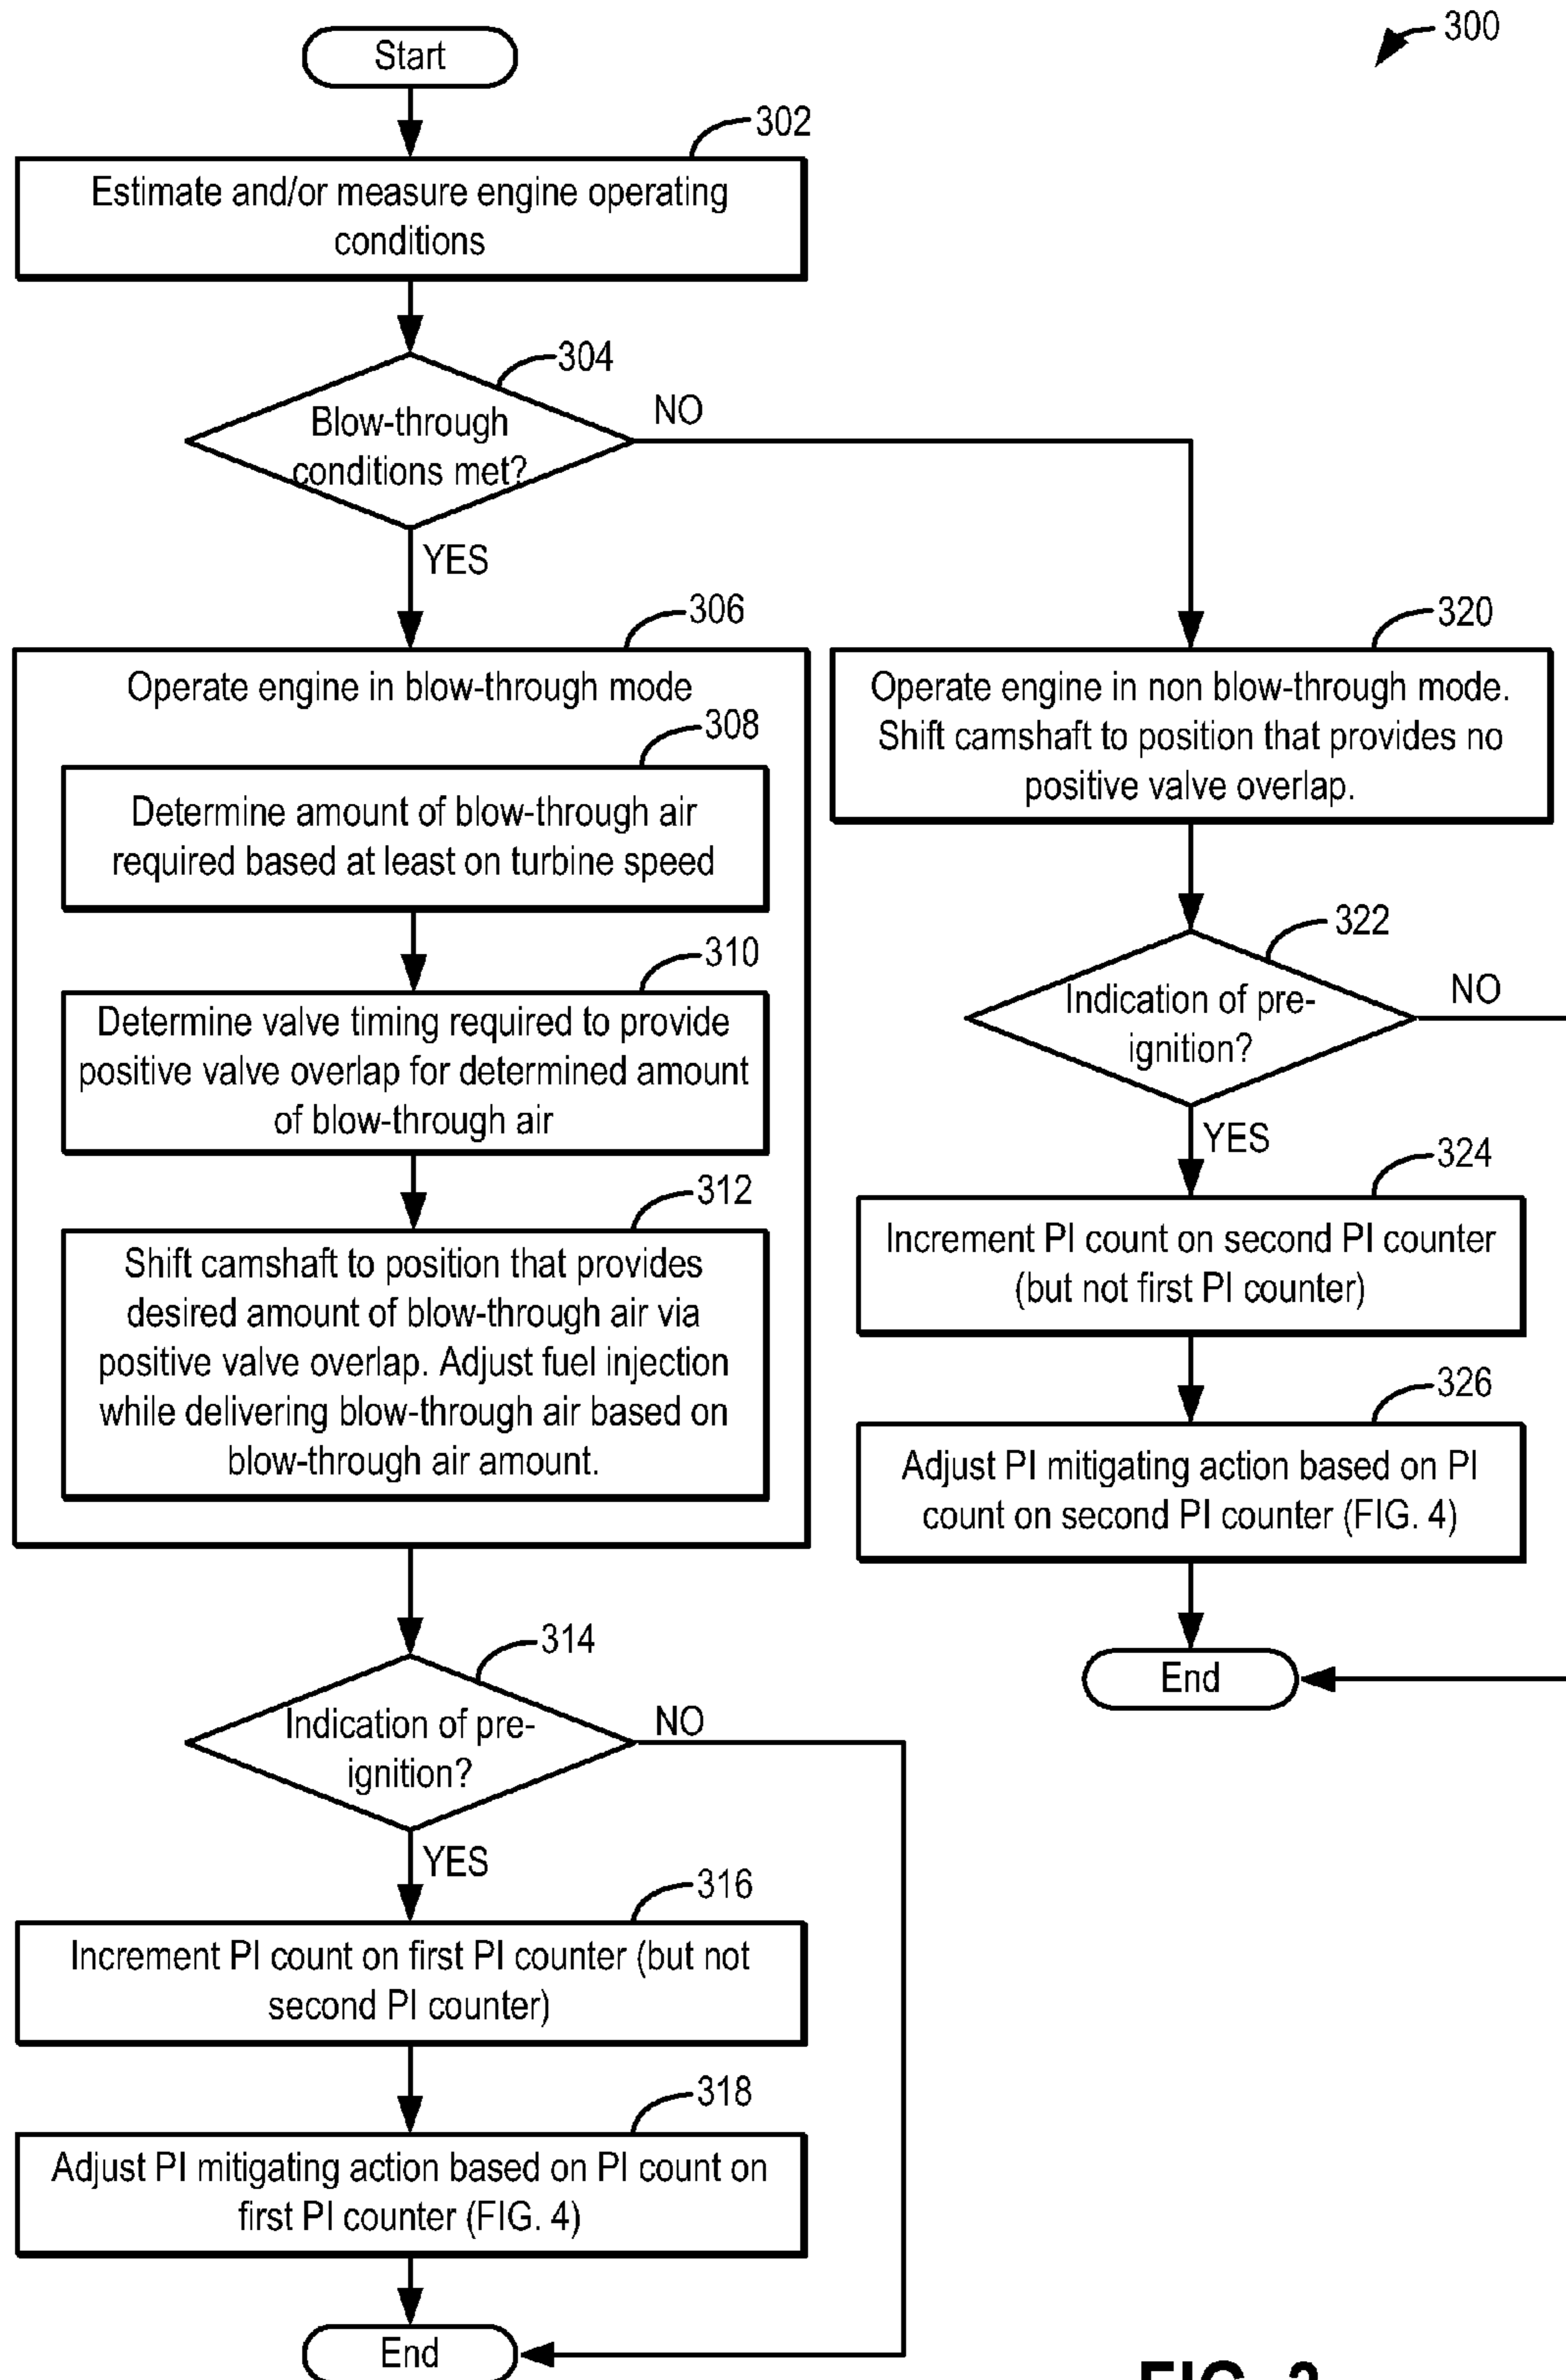 300
Start
302
Estimate and/or measure engine operating
conditions
304
Blow-through
conditions met?
NO
YES
306
Operate engine in blow-through mode
308
Determine amount of blow-through air
required based at least on turbine speed
310
Determine valve timing required to provide
positive valve overlap for determined amount
of blow-through air
312
Shift camshaft to position that provides
desired amount of blow-through air via
positive valve overlap. Adjust fuel injection
while delivering blow-through air based on
blow-through air amount.
314
Indication of pre-
ignition?
NO
YES
316
Increment PI count on first PI counter (but not
second PI counter)
318
Adjust PI mitigating action based on PI count on
first PI counter (FIG. 4)
End
320
Operate engine in non blow-through mode.
Shift camshaft to position that provides no
positive valve overlap.
322
Indication of pre-
ignition?
NO
YES
324
Increment PI count on second PI counter
(but not first PI counter)
326
Adjust PI mitigating action based on PI
count on second PI counter (FIG. 4)
End
FIG.